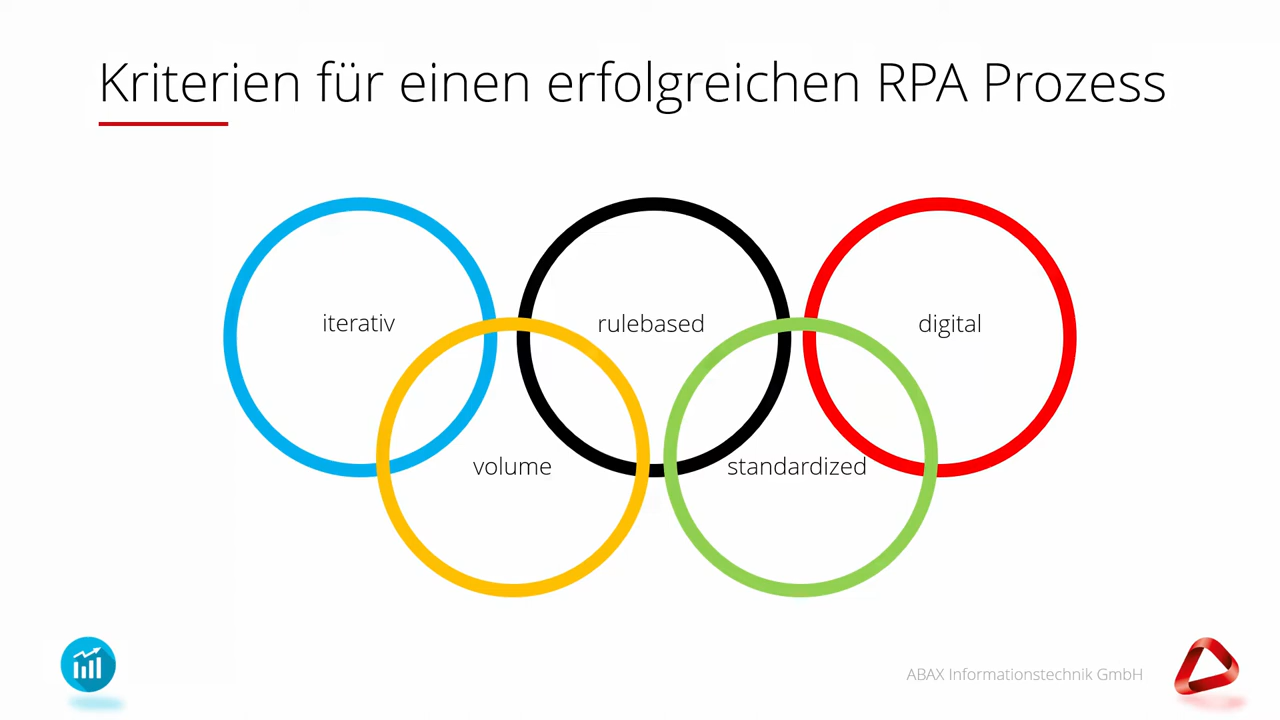 Kriterien für einen erfolgreichen RPA Prozess
iterativ
rulebased
digital
volume
standardized
ABAX Informationstechnik GmbH